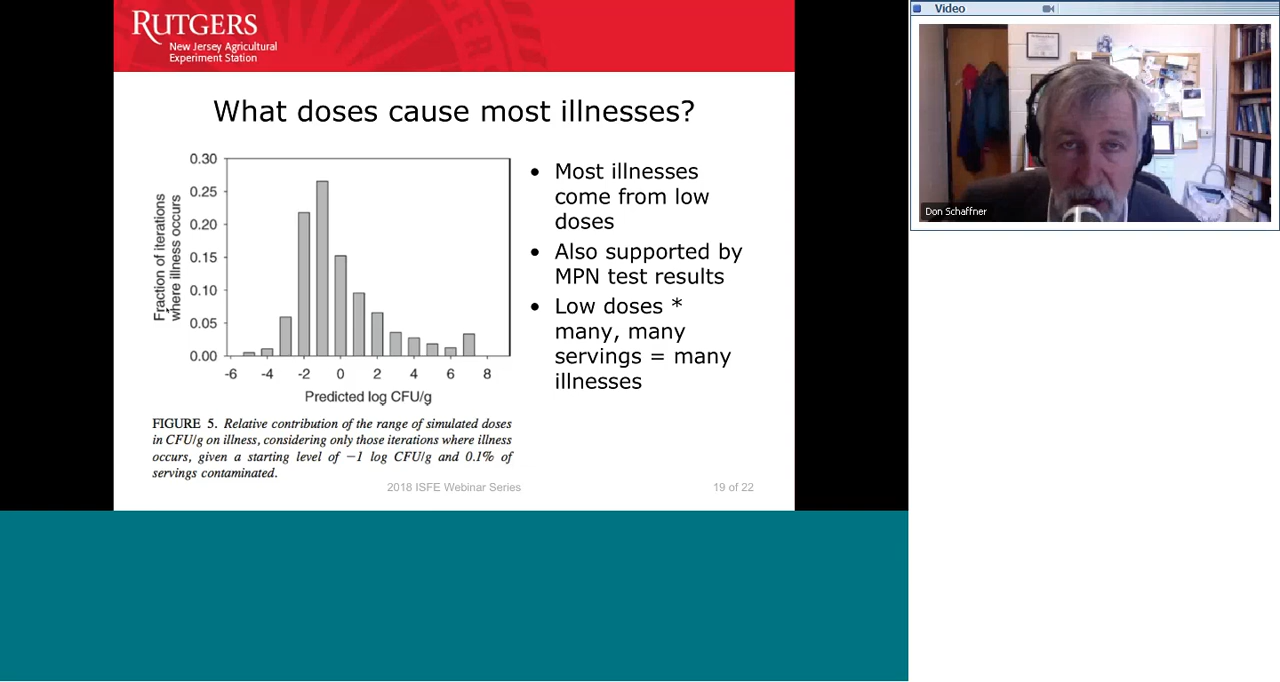 RUTGERS
New Jersey Agricultural
Experiment Station
What doses cause most illnesses?
Fraction of iterations
where illness occurs
0.30
0.25
0.20
0.15
0.10
0.05
0.00
-6 -4 -2 0 2 4 6 8
Predicted log CFU/g
FIGURE 5. Relative contribution of the range of simulated doses
in CFU/g on illness, considering only those iterations where illness
occurs, given a starting level of −1 log CFU/g and 0.1% of
servings contaminated.
• Most illnesses
come from low
doses
• Also supported by
MPN test results
• Low doses *
many, many
servings = many
illnesses
2018 ISFE Webinar Series
19 of 22
Video
Don Schaffner